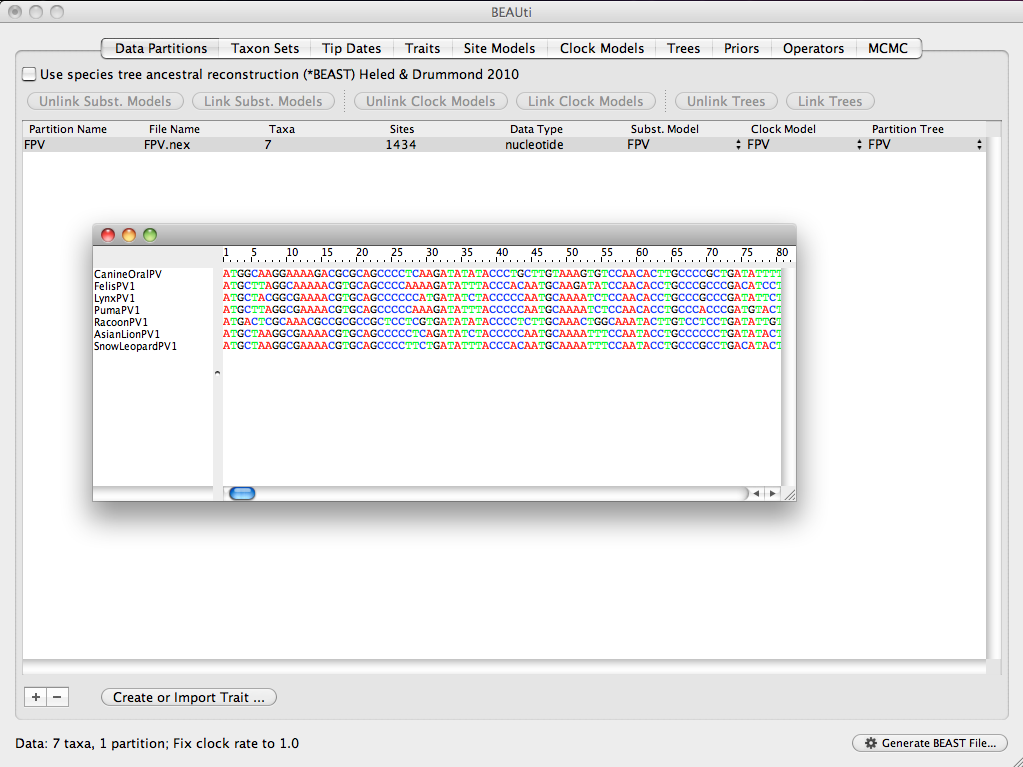 BEAUti
Data Partitions Taxon Sets Tip Dates Traits Site Models Clock Models Trees Priors Operators MCMC
Use species tree ancestral reconstruction (*BEAST) Heled & Drummond 2010
Unlink Subst. Models Link Subst. Models Unlink Clock Models Link Clock Models Unlink Trees Link Trees
Partition Name File Name Taxa Sites Data Type Subst. Model Clock Model Partition Tree
FPV FPV.nex 7 1434 nucleotide FPV FPV FPV
1 5 10 15 20 25 30 35 40 45 50 55 60 65 70 75 80
CanineOralPV ATGGCAAGGAAAAGACGCGCAGCCCCTCAAGATATATACCCTGCTTGTAAAGTGTCCAACACTTGCCCCGCTGATATTTT
FelisPV1 ATGCTTAGGCAAAAACGTGCAGCCCCAAAAGATATTTACCCACAATGCAAGATATCCAACACCTGCCCGCCCGACATCCT
LynxPV1 ATGCTACGGCGAAAACGTGCAGCCCCCCATGATATCTACCCCCAATGCAAAATCTCCAACACCTGCCCGCCCGATATTCT
PumaPV1 ATGCTTAGGCGAAAACGTGCAGCCCCCAAAGATATTTACCCCCAATGCAAAATCTCCAACACCTGCCCACCCGATGTACT
RacoonPV1 ATGACTCGCAAACGCCGCGCCGCTCCTCGTGATATATACCCCTCTTGCAAACTGGCAAATACTTGTCCTCCTGATATTGT
AsianLionPV1 ATGCTAAGGCGAAAACGTGCAGCCCCCTCAGATATCTACCCCCAATGCAAAATTTCCAATACCTGCCCCCCTGATATACT
SnowLeopardPV1 ATGCTAAGGCGAAAACGTGCAGCCCCTTCTGATATTTACCCACAATGCAAAATTTCCAATACCTGCCCGCCTGACATACT
+ − Create or Import Trait ...
Data: 7 taxa, 1 partition; Fix clock rate to 1.0
Generate BEAST File...